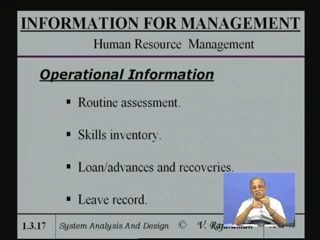 INFORMATION FOR MANAGEMENT
Human Resource Management
Operational Information
▪ Routine assessment.
▪ Skills inventory.
▪ Loan/advances and recoveries.
▪ Leave record.
1.3.17 System Analysis And Design © V. Rajaraman